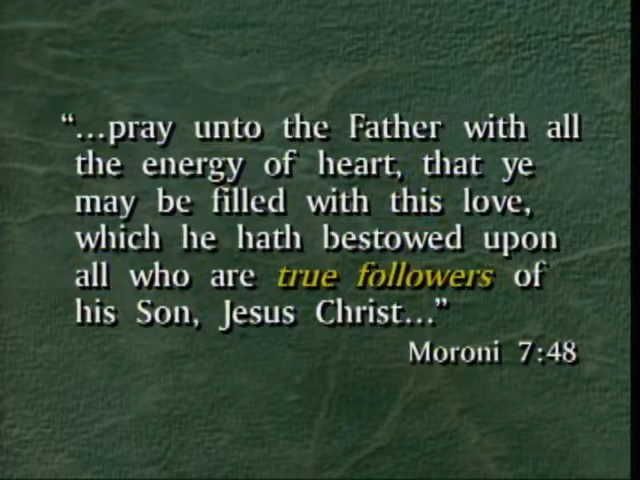 “...pray unto the Father with all
the energy of heart, that ye
may be filled with this love,
which he hath bestowed upon
all who are true followers of
his Son, Jesus Christ...”
Moroni 7:48